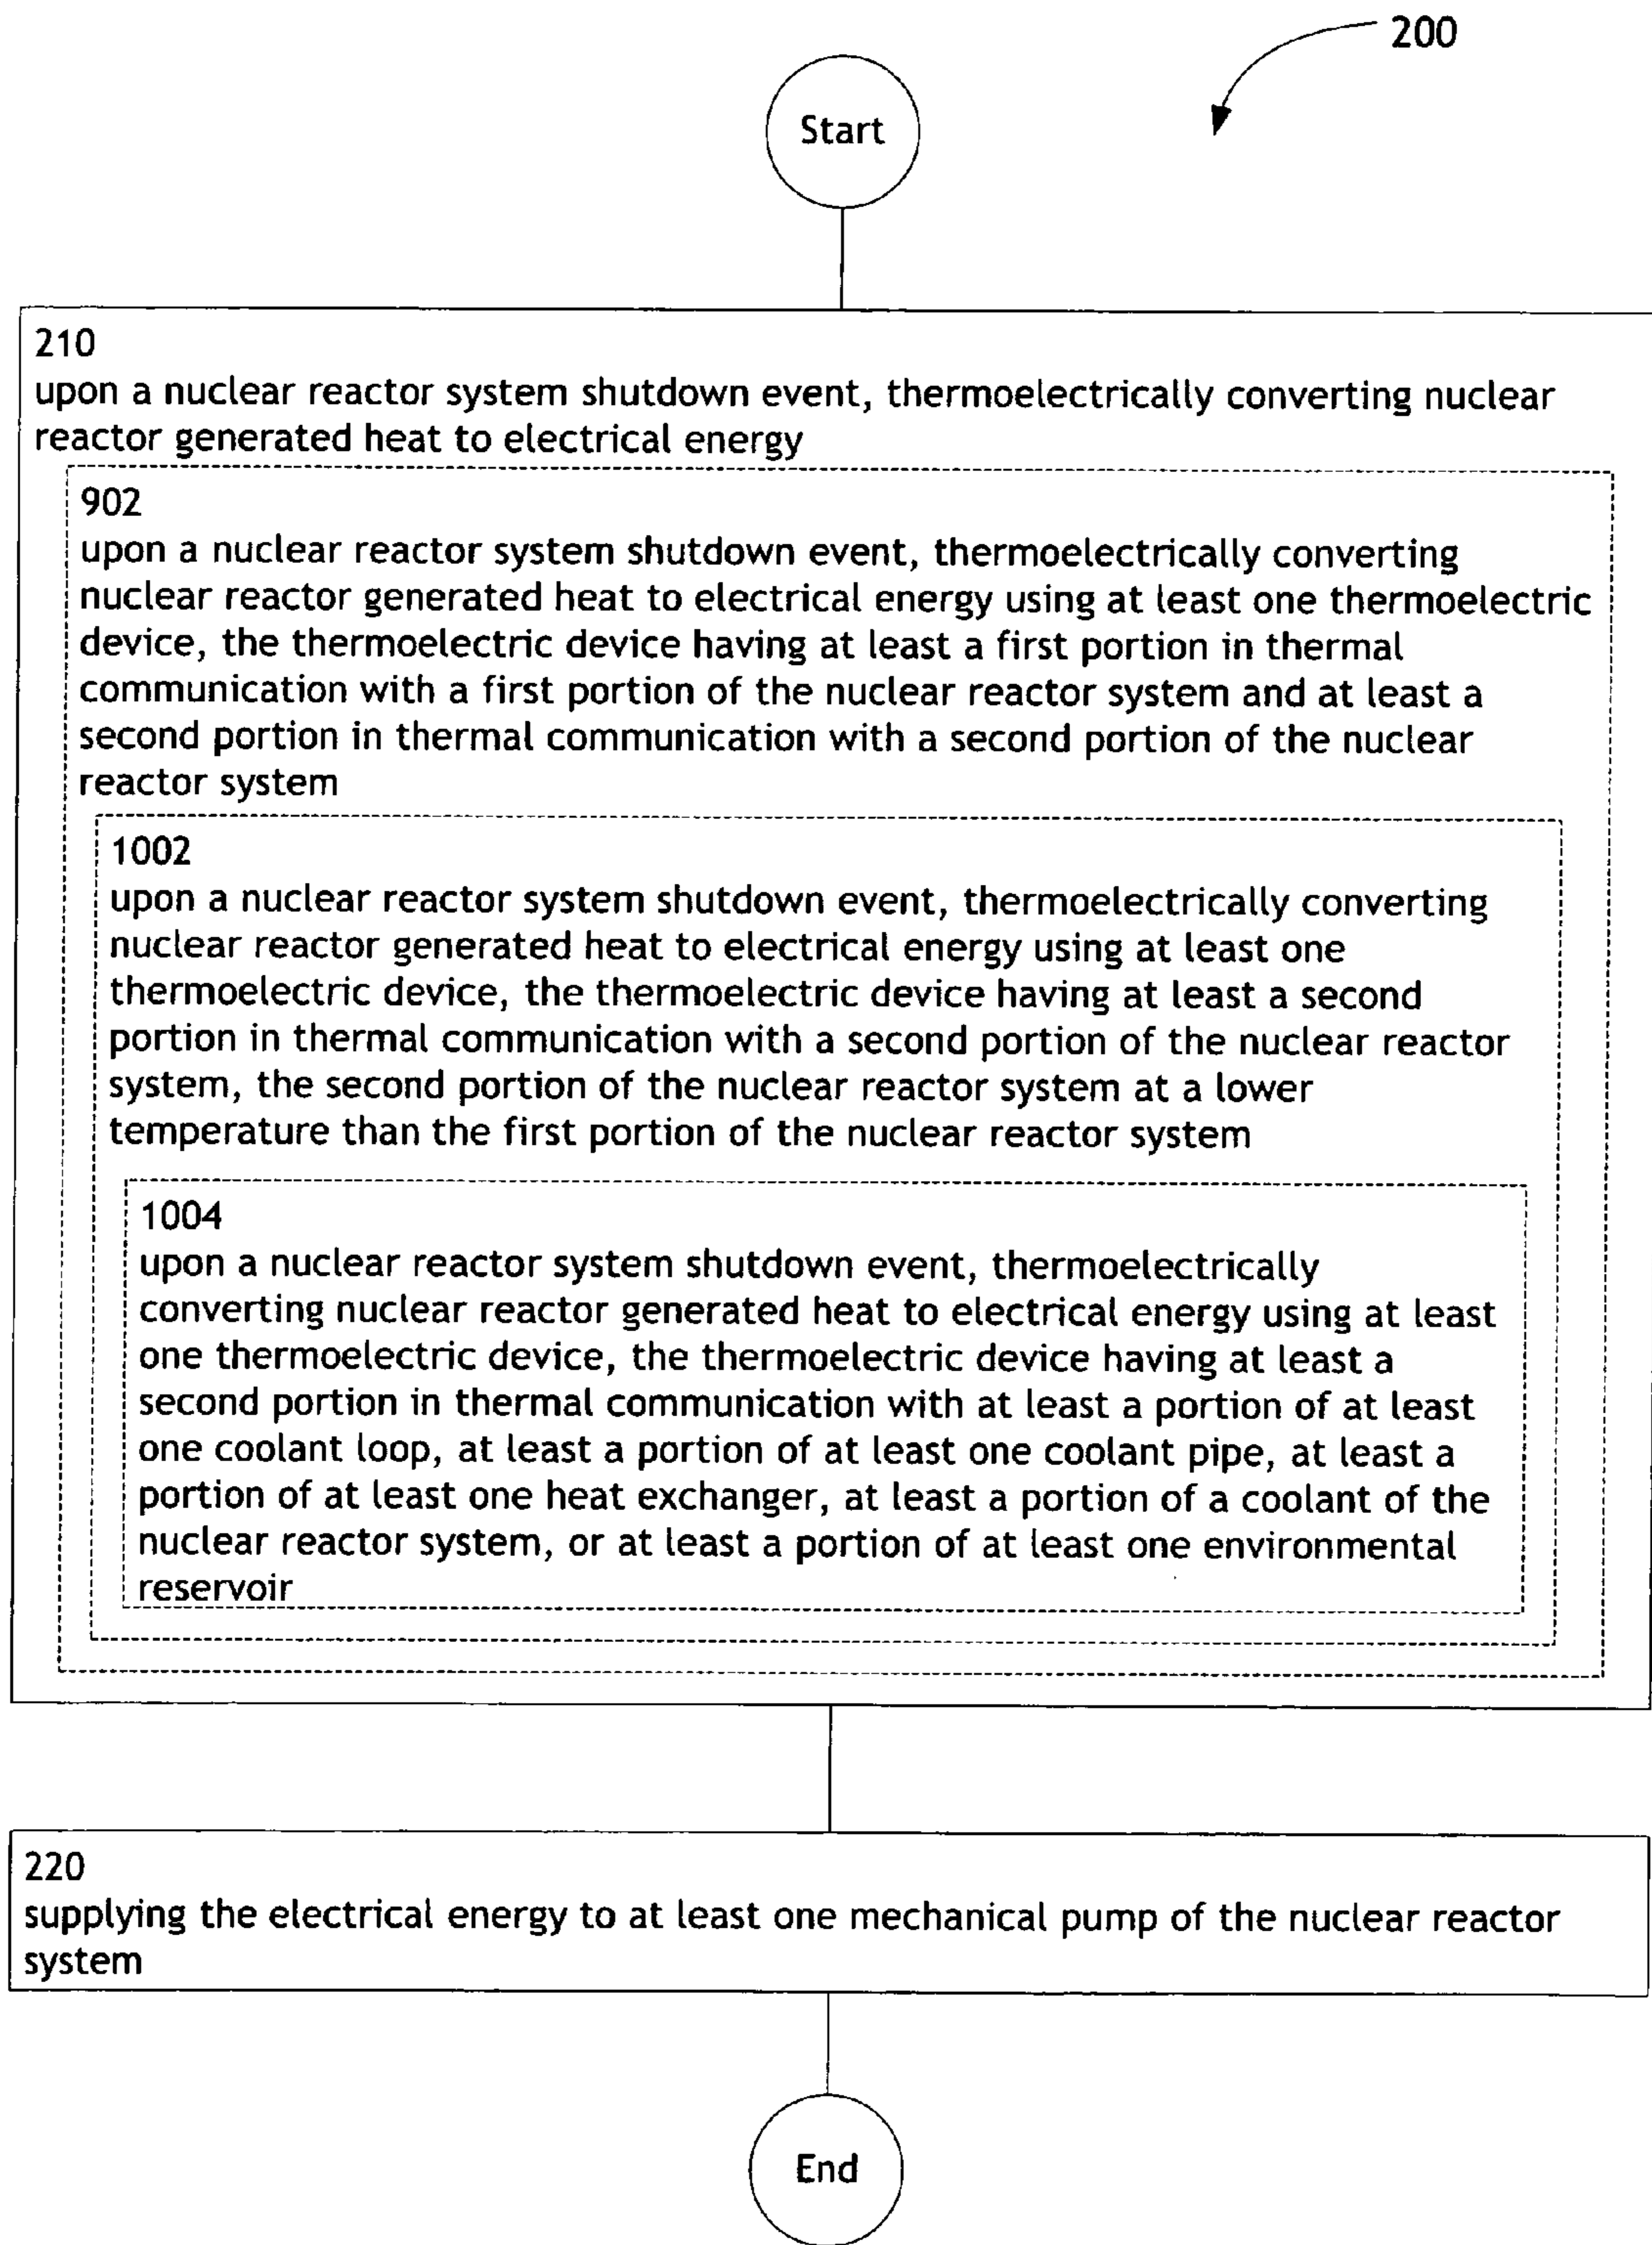 200
Start
210
upon a nuclear reactor system shutdown event, thermoelectrically converting nuclear
reactor generated heat to electrical energy
902
upon a nuclear reactor system shutdown event, thermoelectrically converting
nuclear reactor generated heat to electrical energy using at least one thermoelectric
device, the thermoelectric device having at least a first portion in thermal
communication with a first portion of the nuclear reactor system and at least a
second portion in thermal communication with a second portion of the nuclear
reactor system
1002
upon a nuclear reactor system shutdown event, thermoelectrically converting
nuclear reactor generated heat to electrical energy using at least one
thermoelectric device, the thermoelectric device having at least a second
portion in thermal communication with a second portion of the nuclear reactor
system, the second portion of the nuclear reactor system at a lower
temperature than the first portion of the nuclear reactor system
1004
upon a nuclear reactor system shutdown event, thermoelectrically
converting nuclear reactor generated heat to electrical energy using at least
one thermoelectric device, the thermoelectric device having at least a
second portion in thermal communication with at least a portion of at least
one coolant loop, at least a portion of at least one coolant pipe, at least a
portion of at least one heat exchanger, at least a portion of a coolant of the
nuclear reactor system, or at least a portion of at least one environmental
reservoir
220
supplying the electrical energy to at least one mechanical pump of the nuclear reactor
system
End